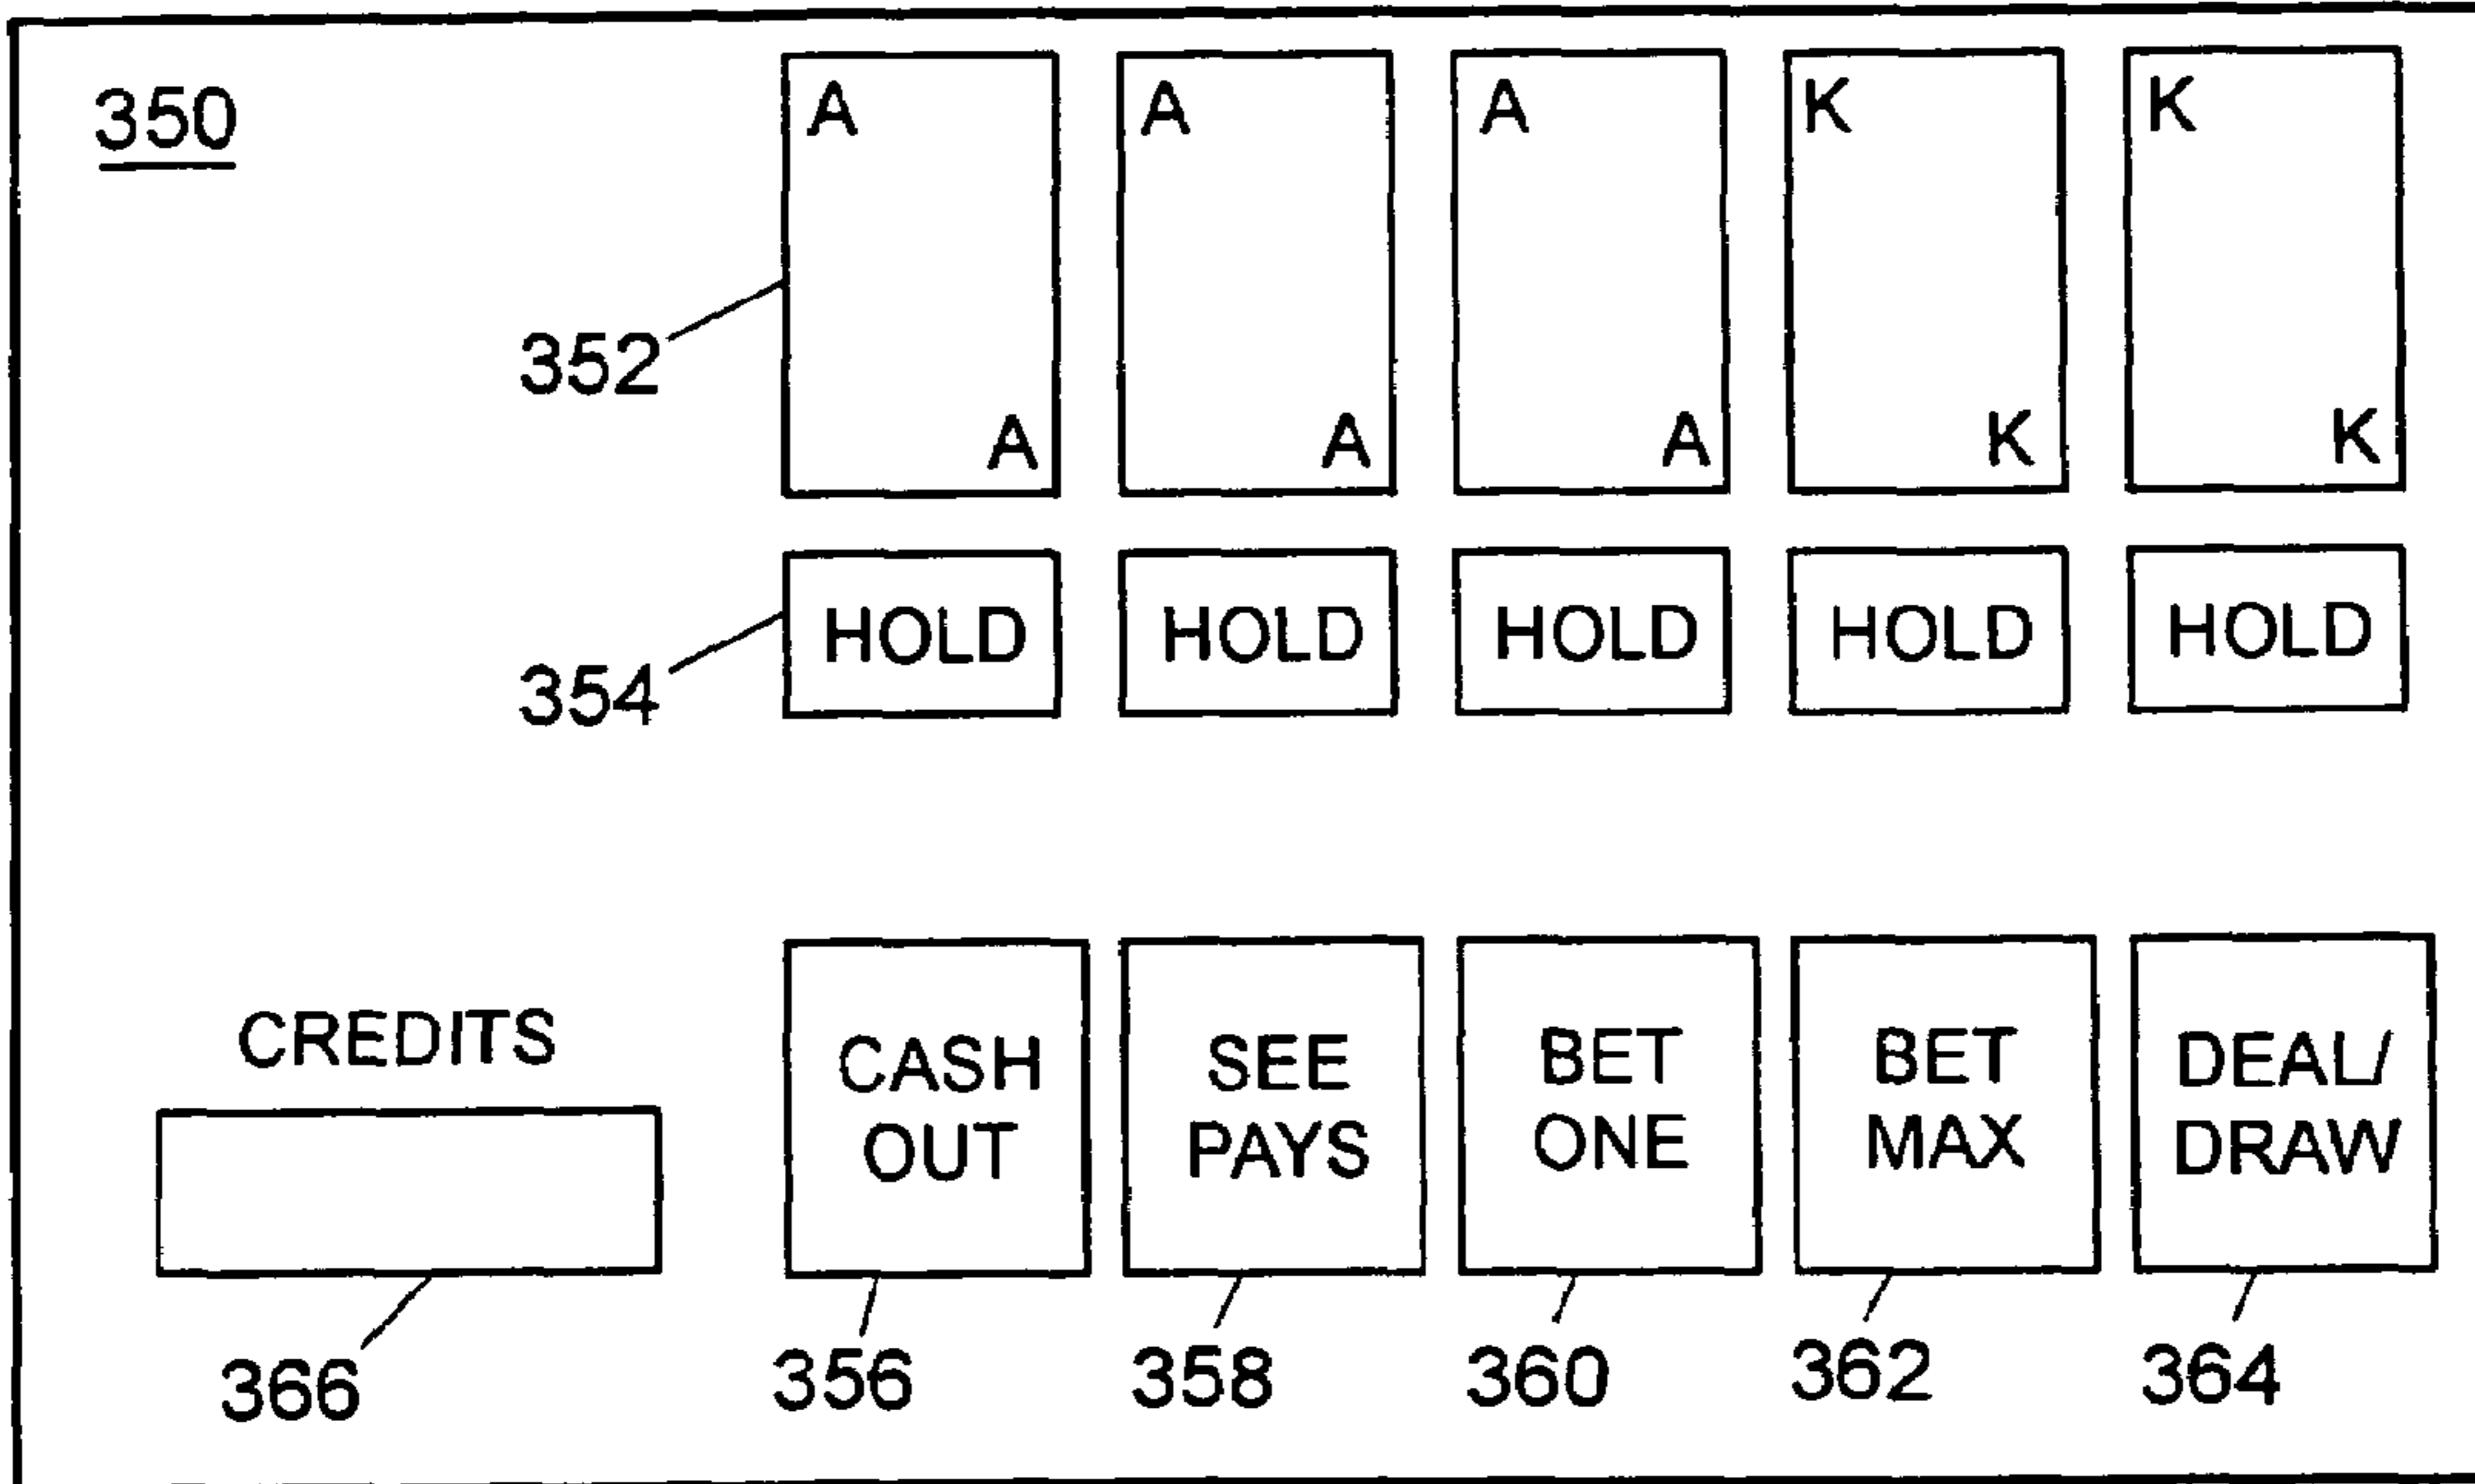 350
A A A K K
352
A A A K K
HOLD HOLD HOLD HOLD HOLD
354
CREDITS
CASH OUT
SEE PAYS
BET ONE
BET MAX
DEAL/
DRAW
366 356 358 360 362 364